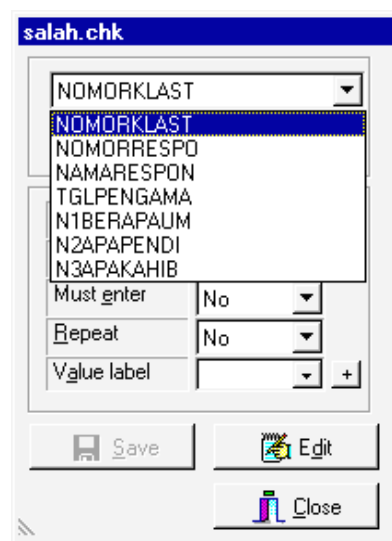 salah.chk
NOMORKLAST
NOMORKLAST
NOMORRESPO
NAMARESPON
TGLPENGAMA
N1BERAPAUM
N2APAPENDI
N3APAKAHIB
Must enter No
Repeat No
Value label +
Save Edit
Close